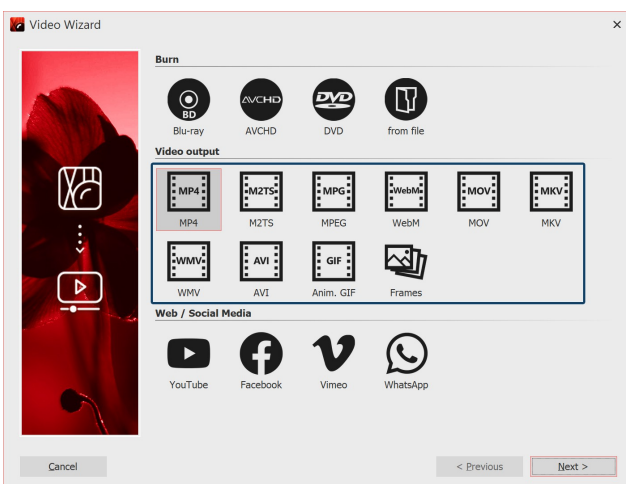 Video Wizard
Burn
BD
AVCHD
DVD
Blu-ray
AVCHD
DVD
from file
Video output
MP4
M2TS
MPG
WebM
MOV
MKV
MP4
M2TS
MPEG
WebM
MOV
MKV
WMV
AVI
GIF
WMV
AVI
Anim. GIF
Frames
Web / Social Media
YouTube
Facebook
Vimeo
WhatsApp
Cancel
< Previous
Next >